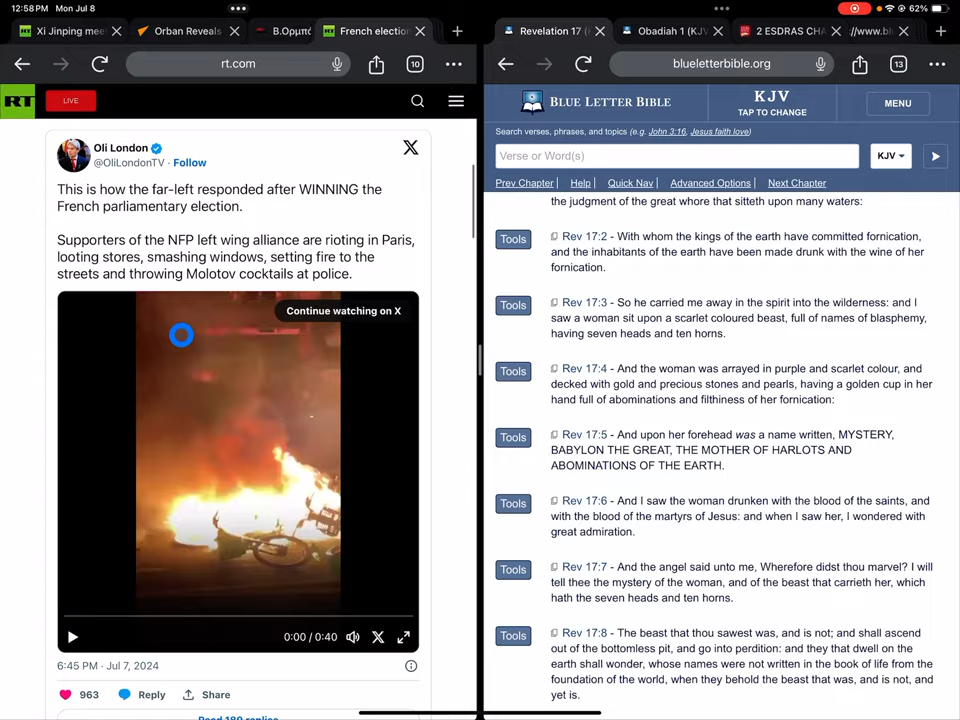 12:58 PM Mon Jul 8
62%
Xi Jinping mee
Orban Reveals
В.Ορμπ
French electio
rt.com
10
RT
LIVE
Oli London
@OliLondonTV · Follow
This is how the far-left responded after WINNING the
French parliamentary election.
Supporters of the NFP left wing alliance are rioting in Paris,
looting stores, smashing windows, setting fire to the
streets and throwing Molotov cocktails at police.
Continue watching on X
0:00 / 0:40
6:45 PM · Jul 7, 2024
963
Reply
Share
Read 189 replies
Revelation 17 (
Obadiah 1 (KJV
2 ESDRAS CHA
://www.bl
blueletterbible.org
13
BLUE LETTER BIBLE
KJV
TAP TO CHANGE
MENU
Search verses, phrases, and topics (e.g. John 3:16, Jesus faith love)
Verse or Word(s)
KJV
Prev Chapter | Help | Quick Nav | Advanced Options | Next Chapter
the judgment of the great whore that sitteth upon many waters:
Tools
Rev 17:2 - With whom the kings of the earth have committed fornication,
and the inhabitants of the earth have been made drunk with the wine of her
fornication.
Tools
Rev 17:3 - So he carried me away in the spirit into the wilderness: and I
saw a woman sit upon a scarlet coloured beast, full of names of blasphemy,
having seven heads and ten horns.
Tools
Rev 17:4 - And the woman was arrayed in purple and scarlet colour, and
decked with gold and precious stones and pearls, having a golden cup in her
hand full of abominations and filthiness of her fornication:
Tools
Rev 17:5 - And upon her forehead was a name written, MYSTERY,
BABYLON THE GREAT, THE MOTHER OF HARLOTS AND
ABOMINATIONS OF THE EARTH.
Tools
Rev 17:6 - And I saw the woman drunken with the blood of the saints, and
with the blood of the martyrs of Jesus: and when I saw her, I wondered with
great admiration.
Tools
Rev 17:7 - And the angel said unto me, Wherefore didst thou marvel? I will
tell thee the mystery of the woman, and of the beast that carrieth her, which
hath the seven heads and ten horns.
Tools
Rev 17:8 - The beast that thou sawest was, and is not; and shall ascend
out of the bottomless pit, and go into perdition: and they that dwell on the
earth shall wonder, whose names were not written in the book of life from the
foundation of the world, when they behold the beast that was, and is not, and
yet is.